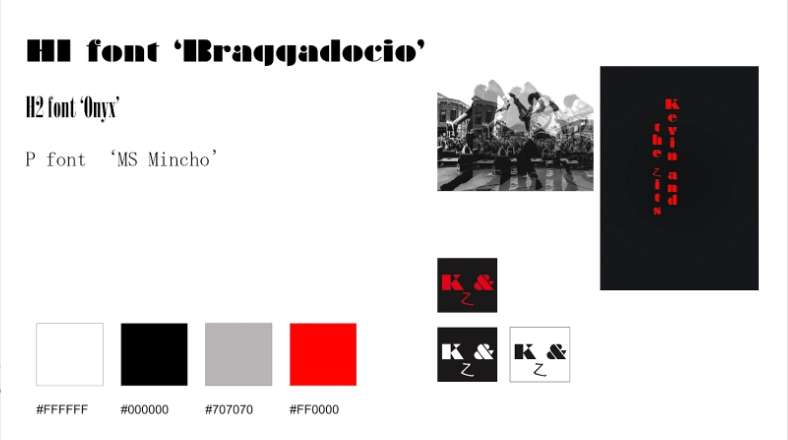 H1 font ‘Braggadocio’
H2 font ‘Onyx’
P font ‘MS Mincho’
Kevin and
the Zits
K &
Z
K &
Z
K &
Z
#FFFFFF
#000000
#707070
#FF0000